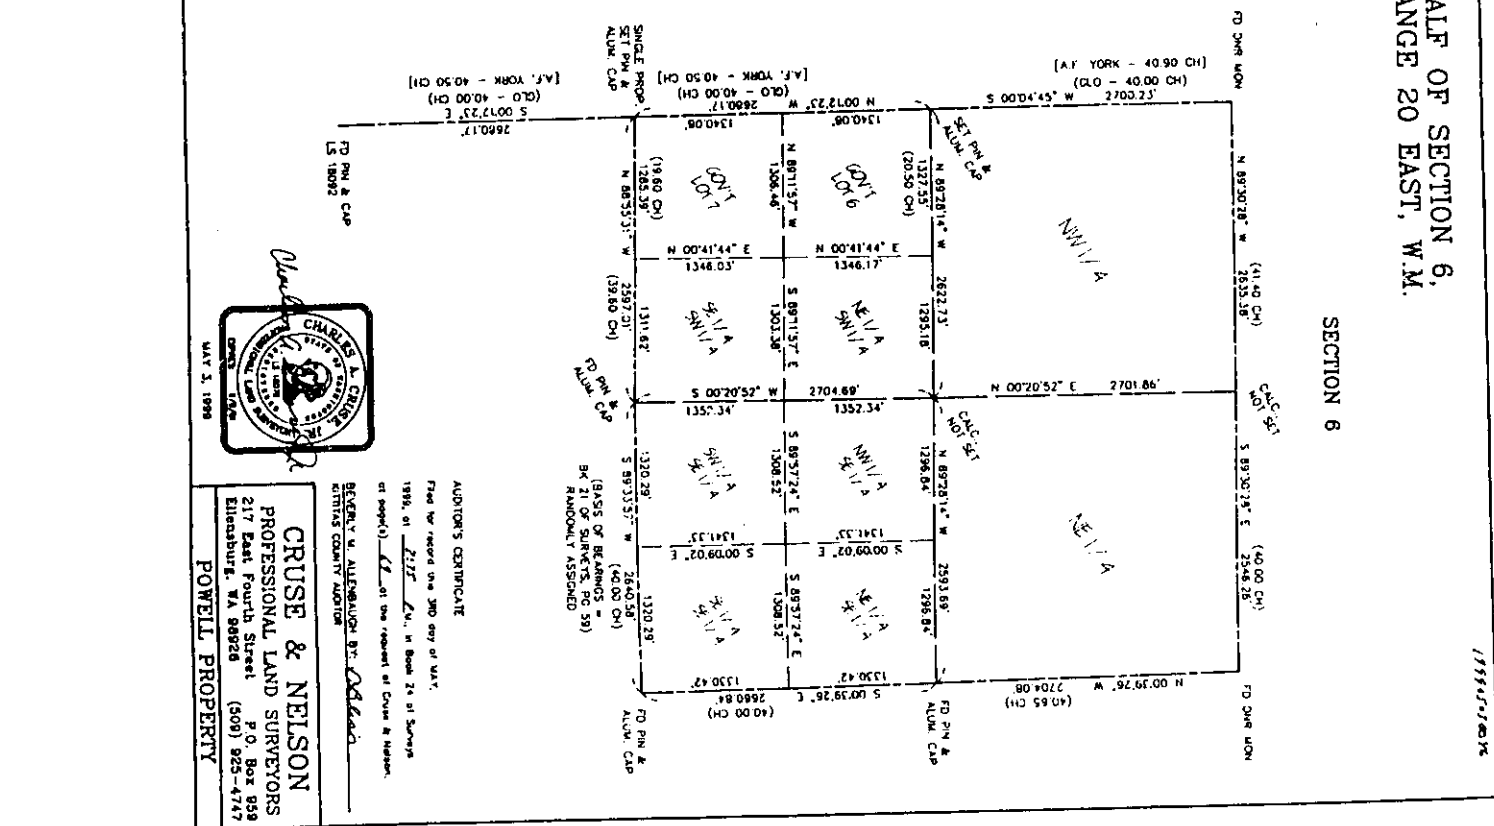 ALF OF SECTION 6,
ANGE 20 EAST, W.M.
SECTION 6
FD DNR MON
N 89°30'28" W 2635.38'
(41.40 CH)
CALC. NOT SET
S 89°30'28" E 2546.26'
(40.00 CH)
FD DNR MON
[A.F. YORK - 40.90 CH]
(GLO - 40.00 CH)
S 00°04'45" W 2700.23'
NW 1/4
N 00°20'52" E 2701.86'
NE 1/4
N 00°39'26" W
2704.08'
(40.65 CH)
SET PIN & ALUM. CAP
N 89°28'14" W 2622.73'
1327.55'
(20.50 CH)
1295.18'
CALC. NOT SET
N 89°28'14" W 2593.69'
1296.84'
1296.84'
FD PIN & ALUM. CAP
[A.F. YORK - 40.50 CH]
(GLO - 40.00 CH)
N 00°12'23" W 2680.17'
1340.08'
1340.08'
GOV'T LOT 6
N 00°41'44" E
1346.17'
NE 1/4 SW 1/4
S 00°20'52" W 2704.69'
1352.34'
1352.34'
NW 1/4 SE 1/4
S 00°09'02" E
1341.33'
NE 1/4 SE 1/4
S 00°39'26" E 2660.84'
1330.42'
1330.42'
(40.00 CH)
N 89°11'57" W
1306.46'
S 89°11'57" E
1303.38'
S 89°57'24" E
1308.52'
S 89°57'24" E
1308.52'
GOV'T LOT 7
N 00°41'44" E
1346.03'
SE 1/4 SW 1/4
SW 1/4 SE 1/4
S 00°09'02" E
1341.33'
SE 1/4 SE 1/4
SINGLE PROP.
SET PIN &
ALUM. CAP
N 88°55'31" W 2597.01'
1285.39'
(19.60 CH)
1311.62'
(39.60 CH)
FD PIN & ALUM. CAP
S 89°33'57" W 2640.58'
1320.29'
1320.29'
(40.00 CH)
(BASIS OF BEARINGS =
BK 21 OF SURVEYS, PG 59)
RANDOMLY ASSIGNED
FD PIN & ALUM. CAP
[A.F. YORK - 40.50 CH]
(GLO - 40.00 CH)
S 00°12'23" E
2680.17'
FD PIN & CAP
LS 18092
CHARLES A. CRUSE, JR.
STATE OF WASHINGTON
REGISTERED
PROFESSIONAL LAND SURVEYOR
EXPIRES
MAY 3, 1999
AUDITOR'S CERTIFICATE
Filed for record this 3RD day of MAY,
1999, at P.M., in Book 24 of Surveys
at page(s) 69 at the request of Cruse & Nelson.
BEVERLY M. ALLENBAUGH BY:
KITTITAS COUNTY AUDITOR
CRUSE & NELSON
PROFESSIONAL LAND SURVEYORS
217 East Fourth Street P.O. Box 959
Ellensburg, WA 98926 (509) 925-4747
POWELL PROPERTY